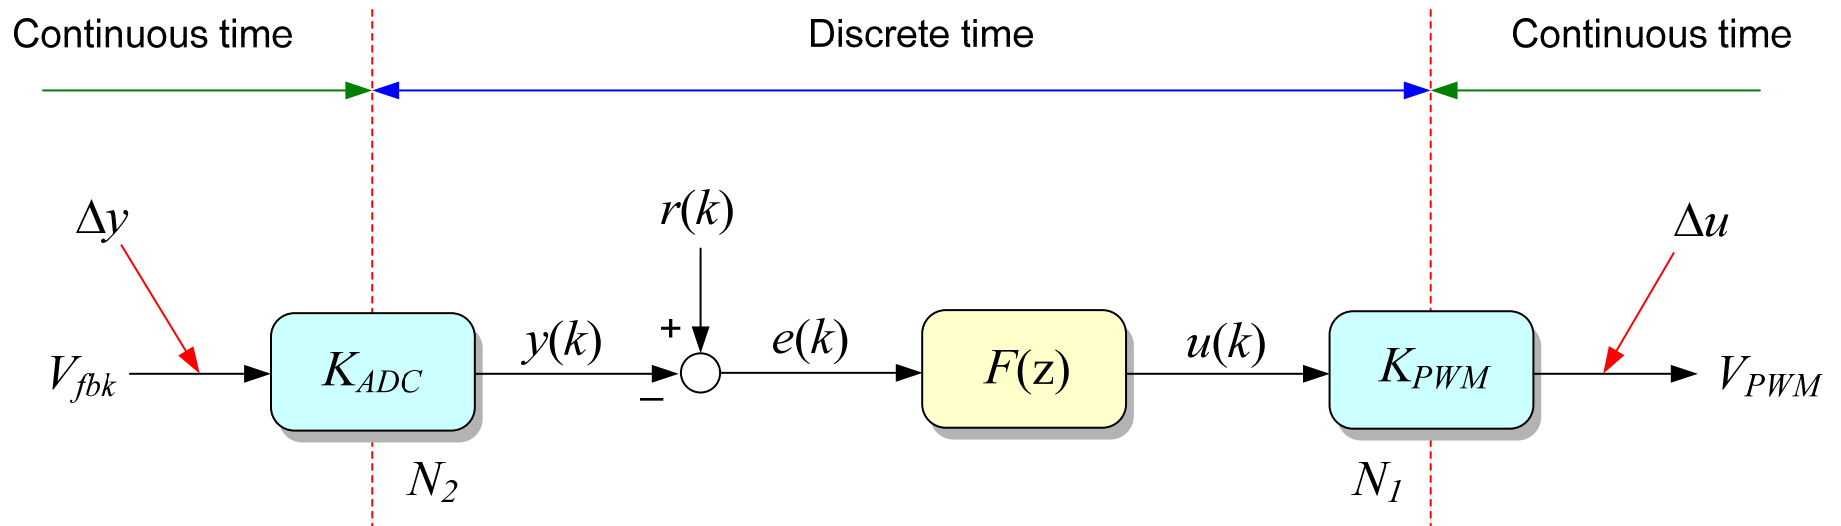 Continuous time
Discrete time
Continuous time
Δy
r(k)
Δu
+
y(k)
e(k)
u(k)
V_fbk
K_ADC
F(z)
K_PWM
V_PWM
−
N_2
N_1